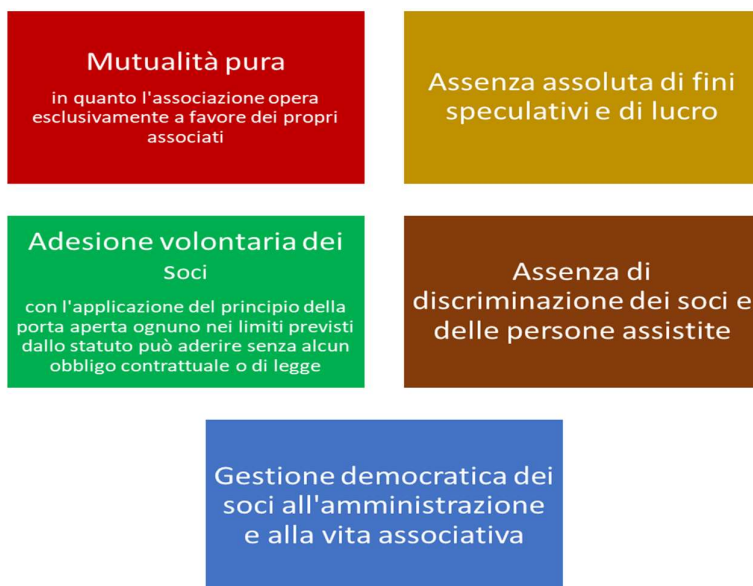 Mutualità pura
in quanto l'associazione opera
esclusivamente a favore dei propri
associati
Assenza assoluta di fini
speculativi e di lucro
Adesione volontaria dei
Soci
con l'applicazione del principio della
porta aperta ognuno nei limiti previsti
dallo statuto può aderire senza alcun
obbligo contrattuale o di legge
Assenza di
discriminazione dei soci e
delle persone assistite
Gestione democratica dei
soci all'amministrazione
e alla vita associativa